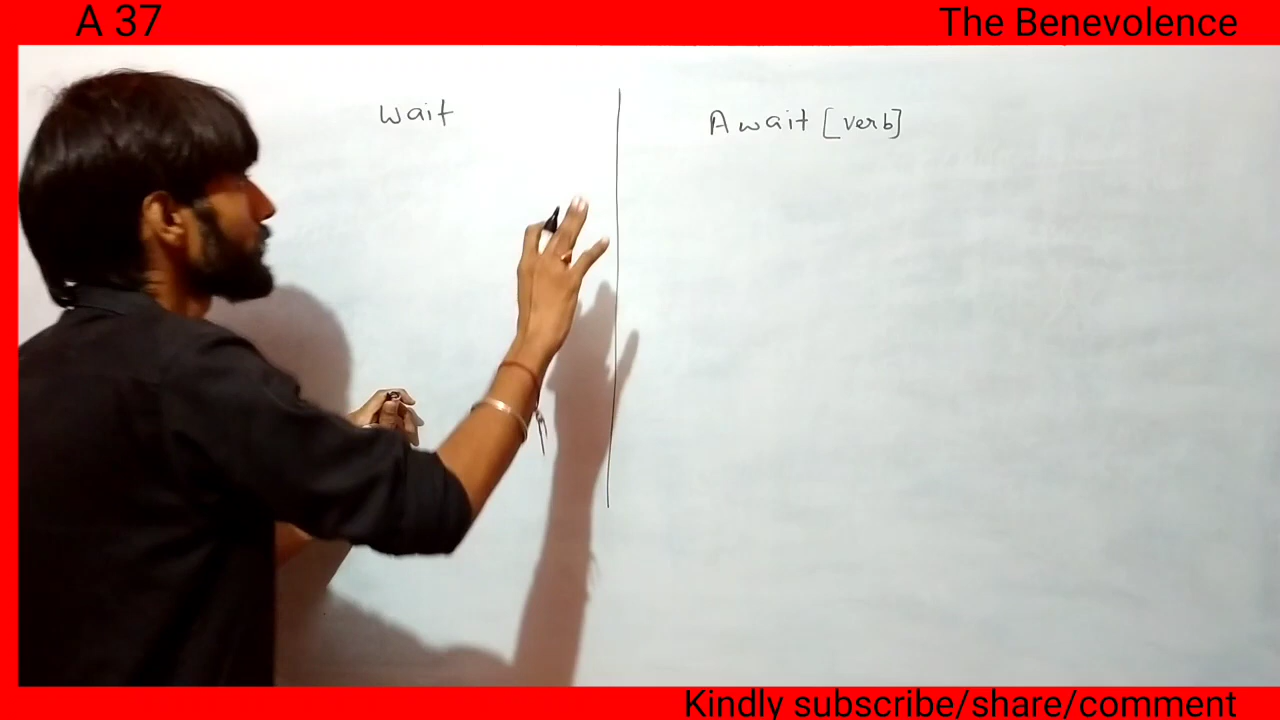 A 37
The Benevolence
Wait
Await [verb]
Kindly subscribe/share/comment